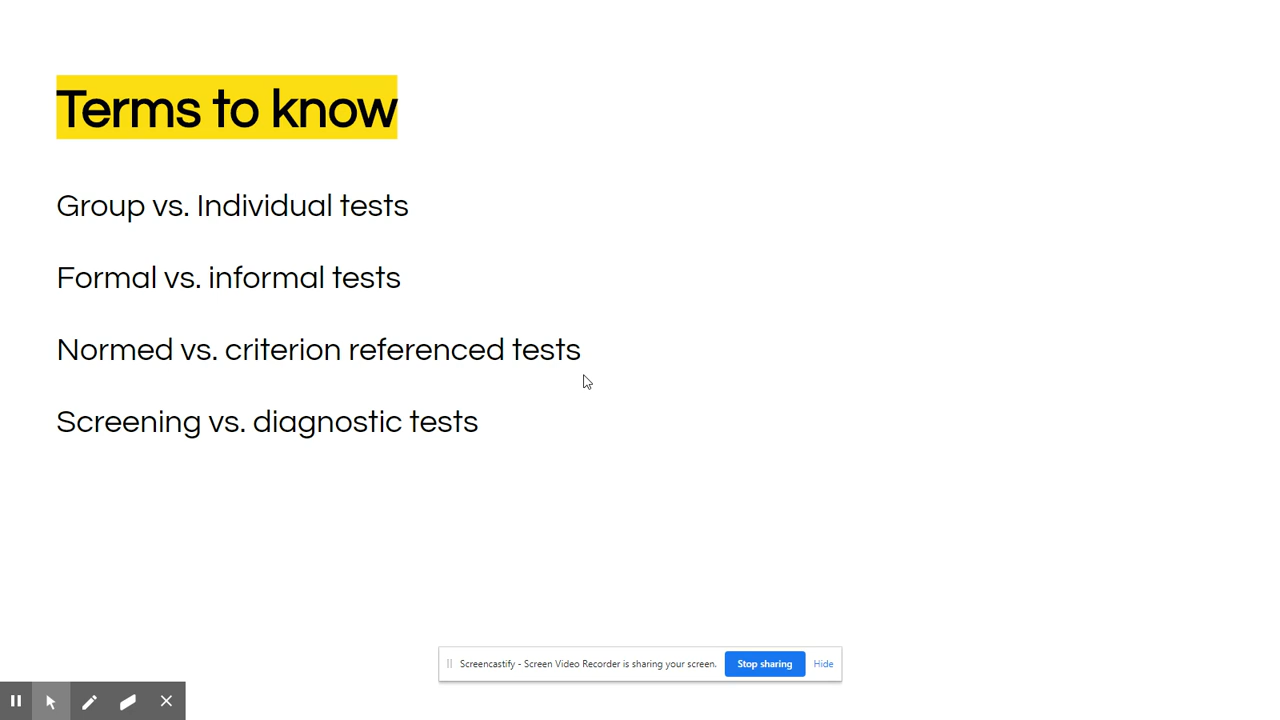 Terms to know
Group vs. Individual tests
Formal vs. informal tests
Normed vs. criterion referenced tests
Screening vs. diagnostic tests
Screencastify - Screen Video Recorder is sharing your screen. Stop sharing Hide